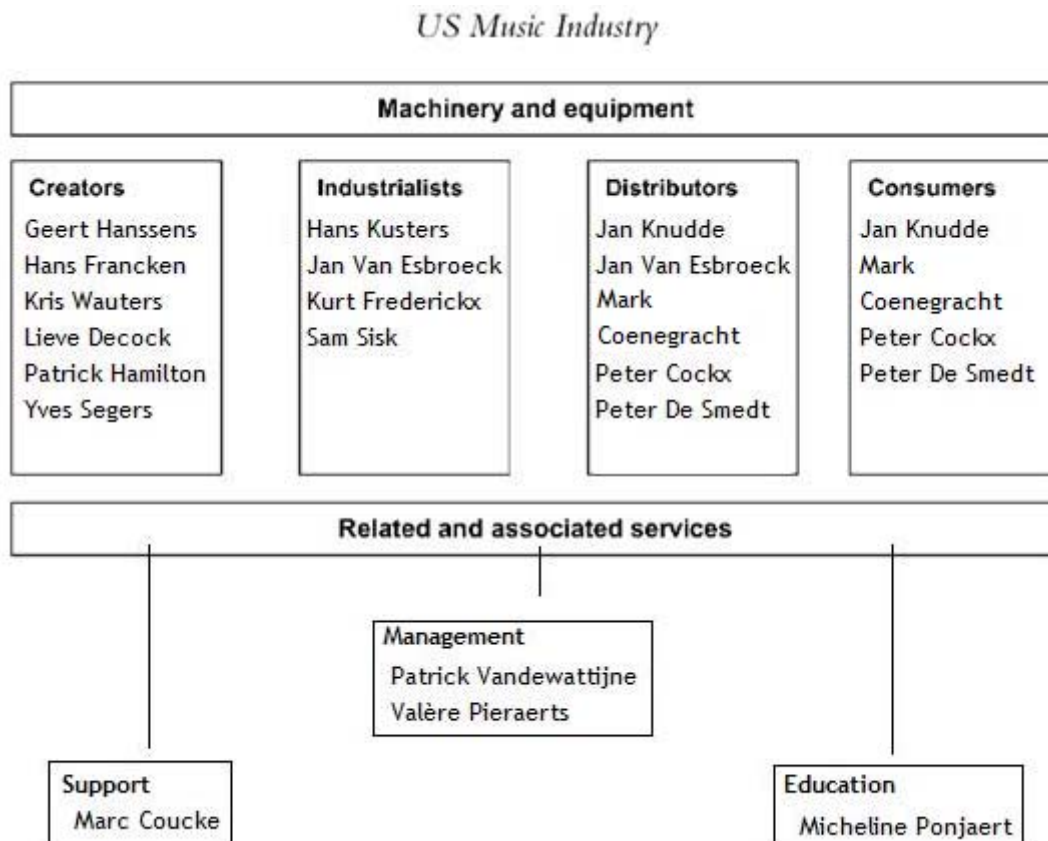 US Music Industry
Machinery and equipment
Creators
Geert Hanssens
Hans Francken
Kris Wauters
Lieve Decock
Patrick Hamilton
Yves Segers
Industrialists
Hans Kusters
Jan Van Esbroeck
Kurt Frederickx
Sam Sisk
Distributors
Jan Knudde
Jan Van Esbroeck
Mark
Coenegracht
Peter Cockx
Peter De Smedt
Consumers
Jan Knudde
Mark
Coenegracht
Peter Cockx
Peter De Smedt
Related and associated services
Management
Patrick Vandewattijne
Valère Pieraerts
Support
Marc Coucke
Education
Micheline Ponjaert